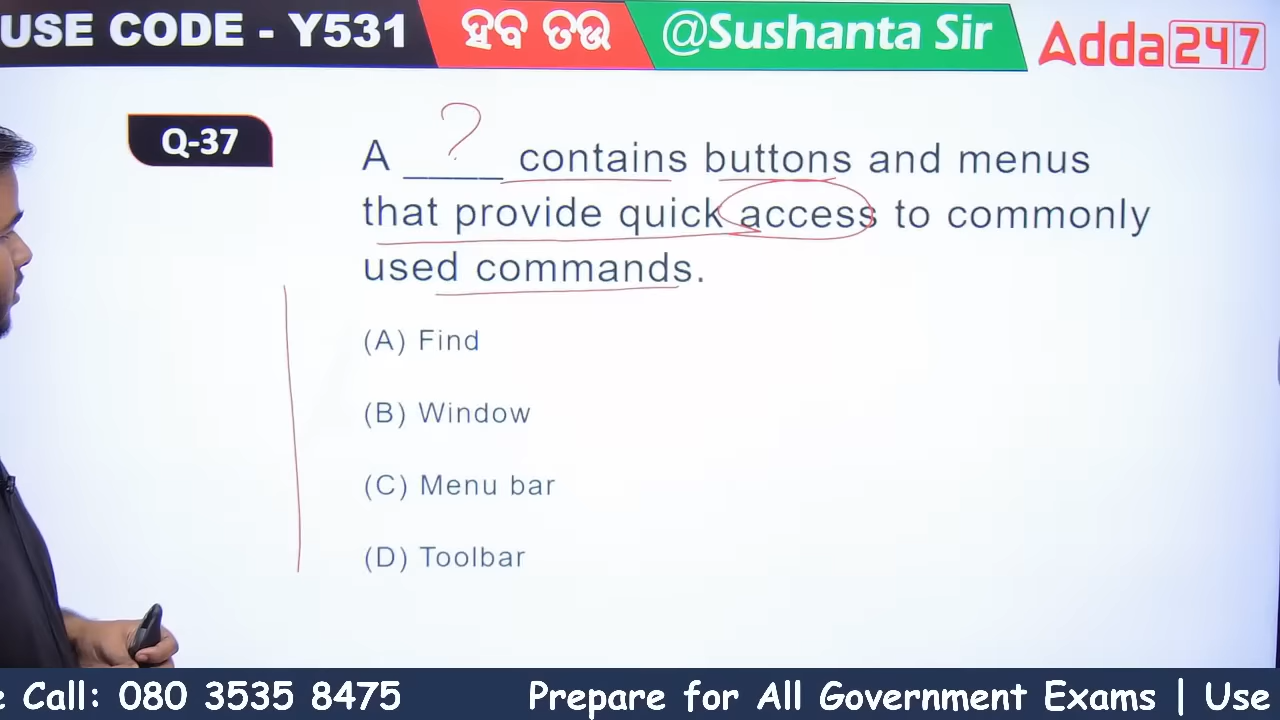 USE CODE - Y531
ହବ ତଉ
@Sushanta Sir
Adda247
Q-37
A _____ contains buttons and menus
?
that provide quick access to commonly
used commands.
(A) Find
(B) Window
(C) Menu bar
(D) Toolbar
e Call: 080 3535 8475 Prepare for All Government Exams | Use